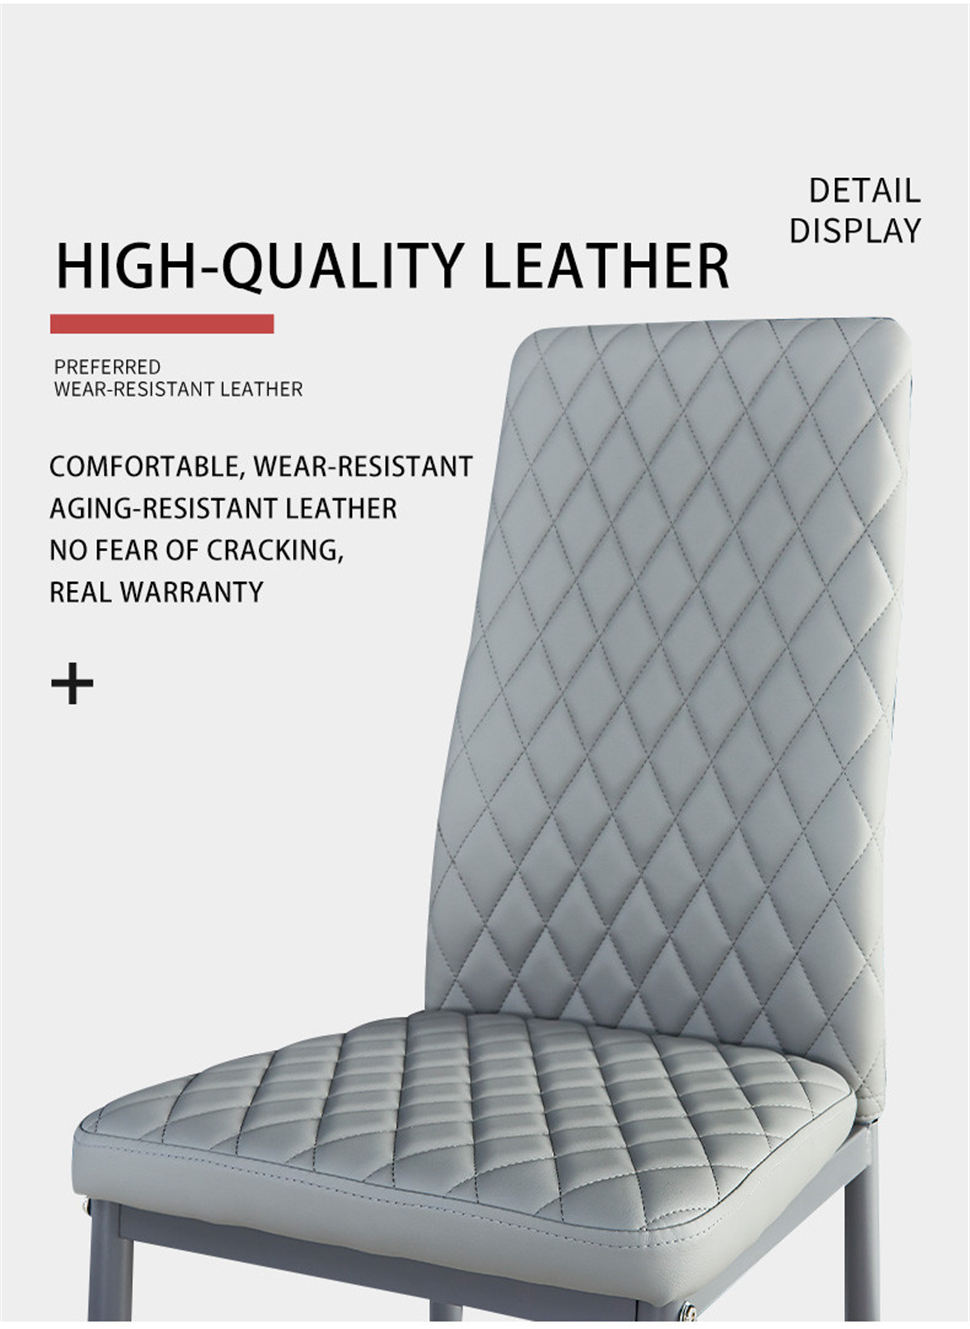 DETAIL
DISPLAY
HIGH-QUALITY LEATHER
PREFERRED
WEAR-RESISTANT LEATHER
COMFORTABLE, WEAR-RESISTANT
AGING-RESISTANT LEATHER
NO FEAR OF CRACKING,
REAL WARRANTY